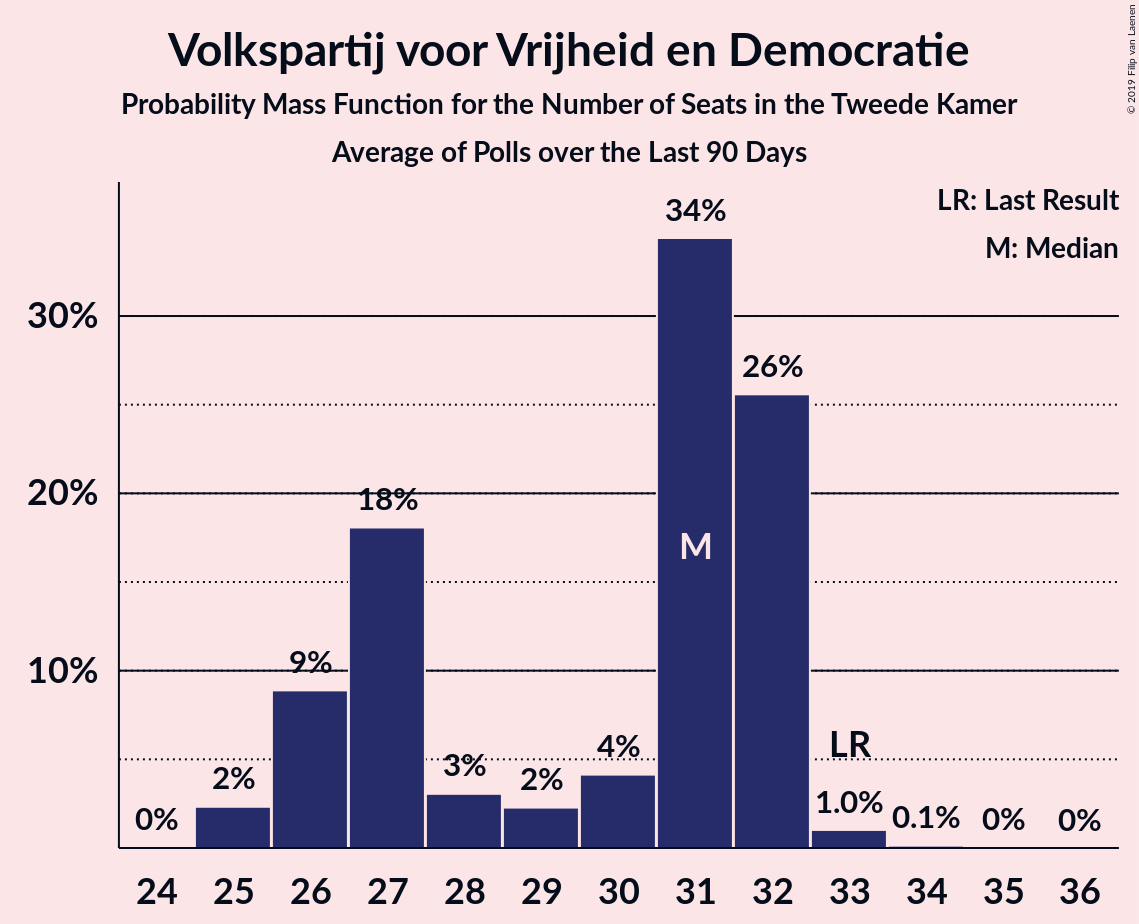 Volkspartij voor Vrijheid en Democratie
Probability Mass Function for the Number of Seats in the Tweede Kamer
Average of Polls over the Last 90 Days
© 2019 Filip van Laenen
LR: Last Result
M: Median
30%
20%
10%
0%
2%
9%
18%
3%
2%
4%
34%
M
26%
LR
1.0%
0.1%
0%
0%
24 25 26 27 28 29 30 31 32 33 34 35 36